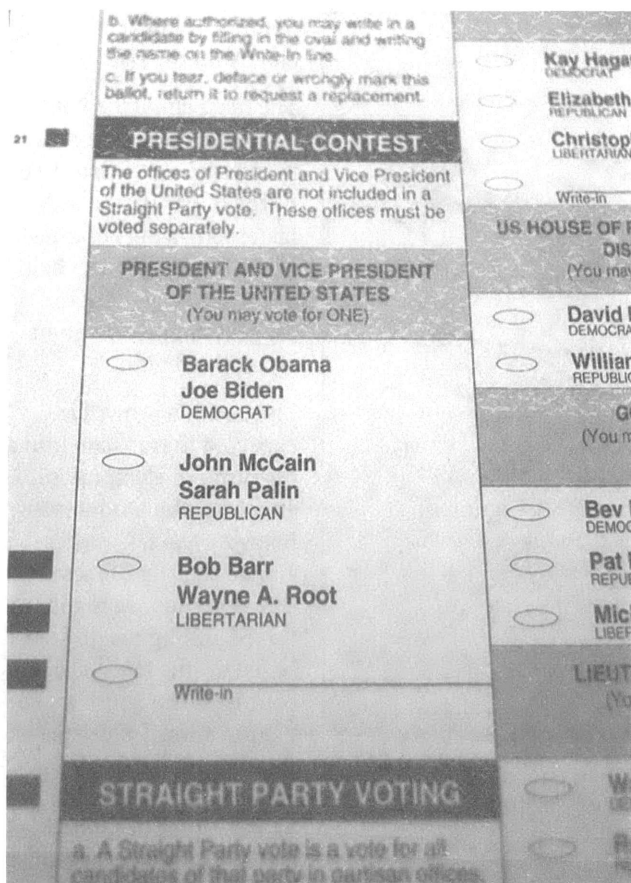 b. Where authorized, you may write in a
candidate by filling in the oval and writing
the name on the Write-In line.
c. If you tear, deface or wrongly mark this
ballot, return it to request a replacement.
21
PRESIDENTIAL CONTEST
The offices of President and Vice President
of the United States are not included in a
Straight Party vote. These offices must be
voted separately.
PRESIDENT AND VICE PRESIDENT
OF THE UNITED STATES
(You may vote for ONE)
Barack Obama
Joe Biden
DEMOCRAT
John McCain
Sarah Palin
REPUBLICAN
Bob Barr
Wayne A. Root
LIBERTARIAN
Write-in
STRAIGHT PARTY VOTING
a. A Straight Party vote is a vote for all
candidates of that party in partisan offices.
Kay Haga
DEMOCRAT
Elizabeth
REPUBLICAN
Christop
LIBERTARIAN
Write-in
US HOUSE OF
DIS
(You may
David
DEMOCRA
William
REPUBLIC
G
(You m
Bev
DEMOC
Pat
REPU
Mic
LIBER
LIEUT
(Yo
W
DE
R
RE